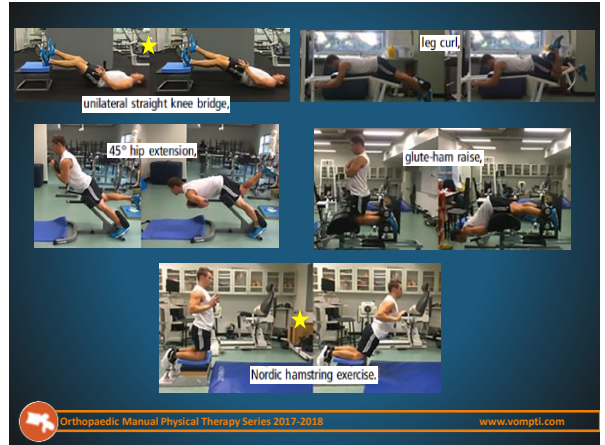 leg curl,
unilateral straight knee bridge,
45° hip extension,
glute-ham raise,
Nordic hamstring exercise.
Orthopaedic Manual Physical Therapy Series 2017-2018
www.vompti.com